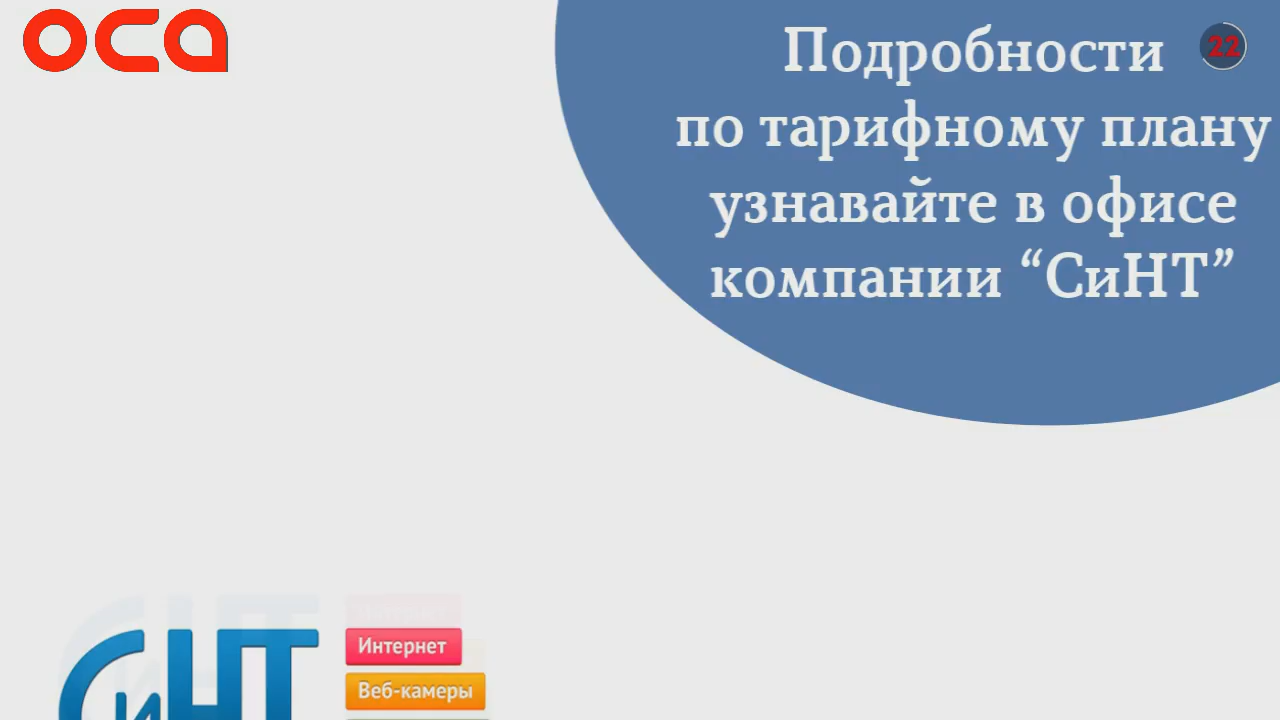 оса
22
Подробности
по тарифному плану
узнавайте в офисе
компании “СиНТ”
СиНТ
Интернет
Веб-камеры